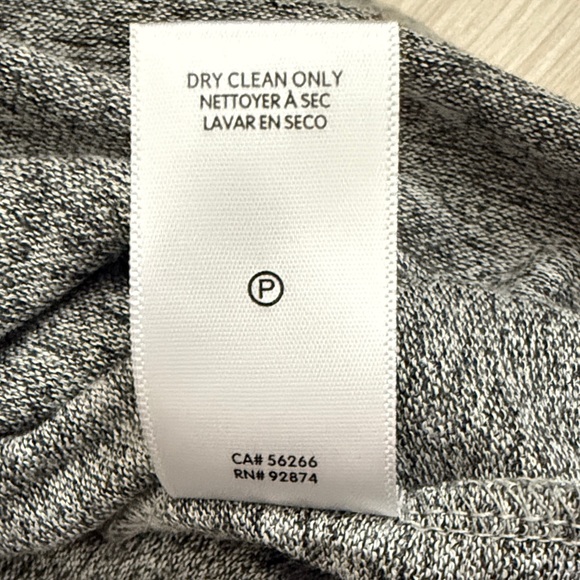 DRY CLEAN ONLY
NETTOYER À SEC
LAVAR EN SECO
P
CA# 56266
RN# 92874